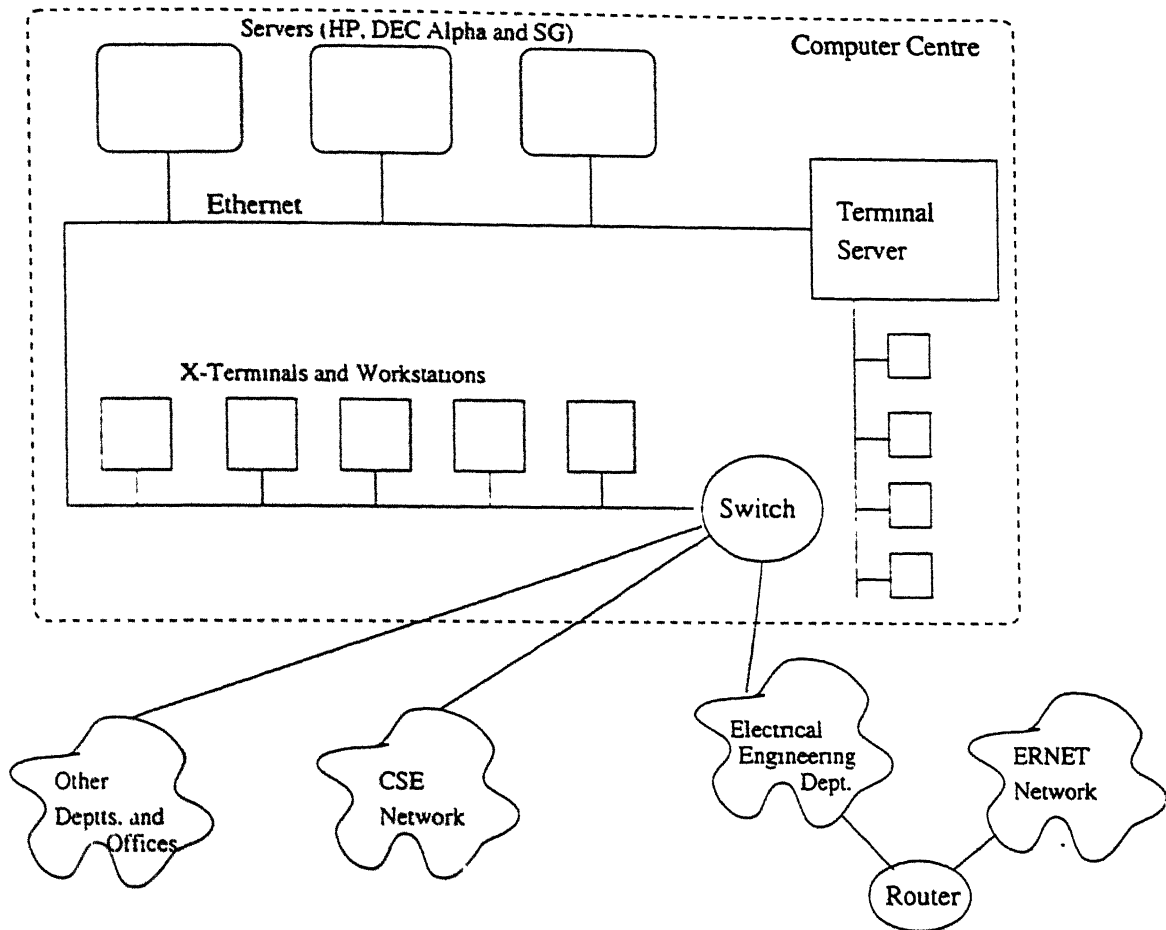 Servers (HP, DEC Alpha and SG)
Computer Centre
Ethernet
Terminal
Server
X-Terminals and Workstations
Switch
Other
Deptts. and
Offices
CSE
Network
Electrical
Engineering
Dept.
ERNET
Network
Router